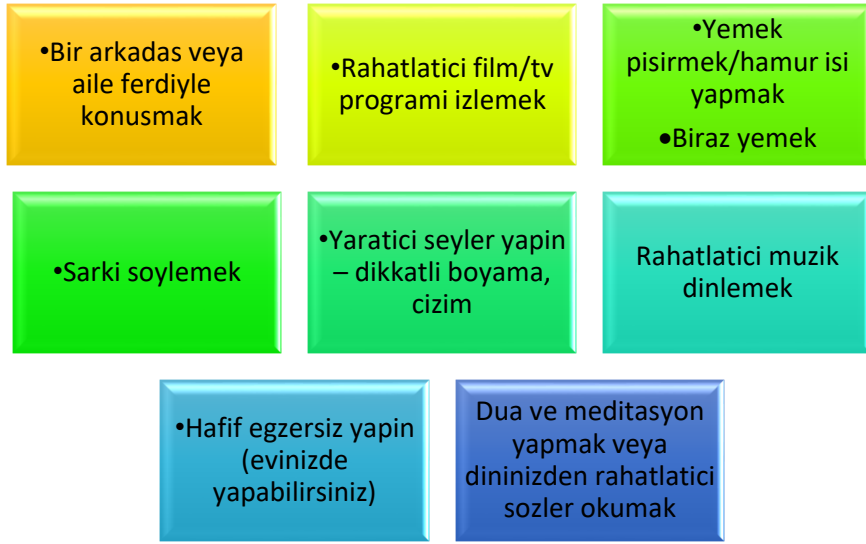 •Bir arkadas veya
aile ferdiyle
konusmak
•Rahatlatici film/tv
programi izlemek
•Yemek
pisirmek/hamur isi
yapmak
•Biraz yemek
•Sarki soylemek
•Yaratici seyler yapin
– dikkatli boyama,
cizim
Rahatlatici muzik
dinlemek
•Hafif egzersiz yapin
(evinizde
yapabilirsiniz)
Dua ve meditasyon
yapmak veya
dininizden rahatlatici
sozler okumak